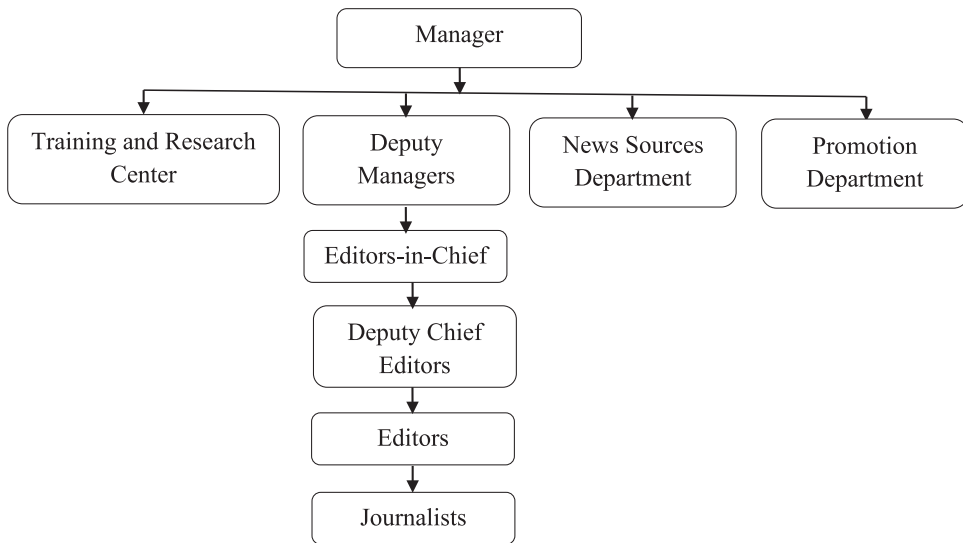 Manager
Training and Research
Center
Deputy
Managers
News Sources
Department
Promotion
Department
Editors-in-Chief
Deputy Chief
Editors
Editors
Journalists